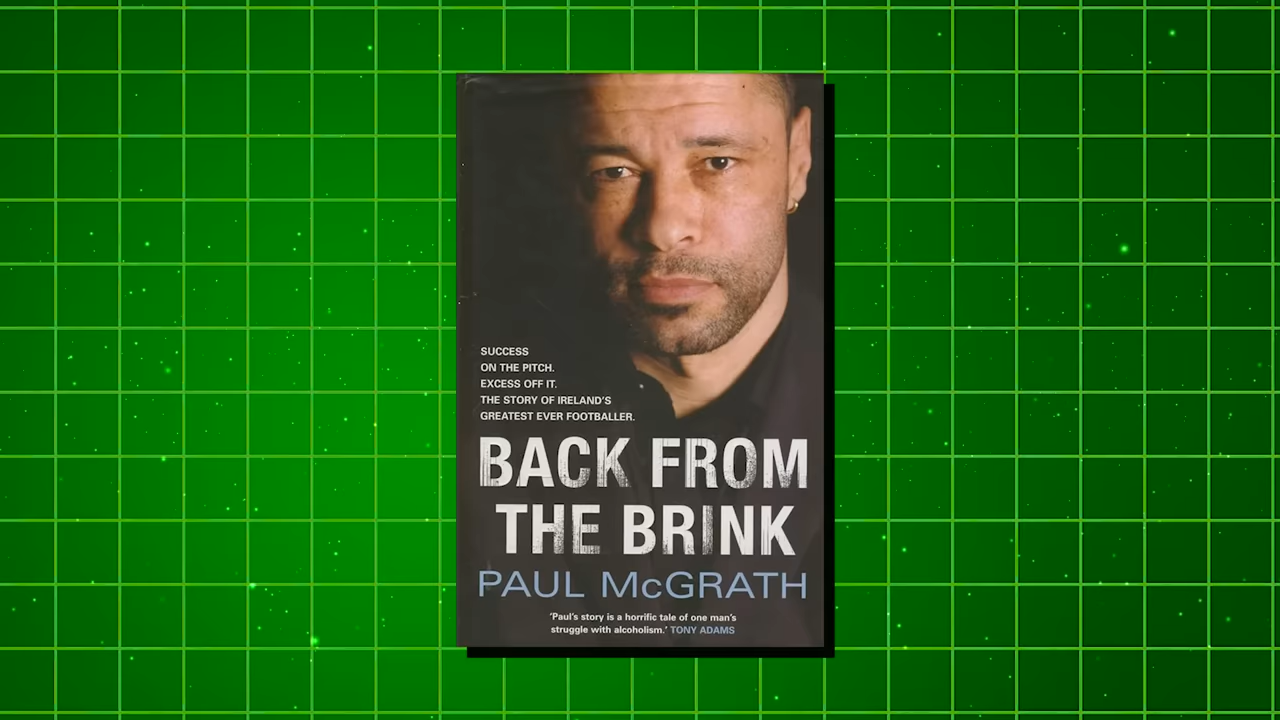 SUCCESS
ON THE PITCH.
EXCESS OFF IT.
THE STORY OF IRELAND'S
GREATEST EVER FOOTBALLER.
BACK FROM
THE BRINK
PAUL McGRATH
'Paul's story is a horrific tale of one man's
struggle with alcoholism.' TONY ADAMS